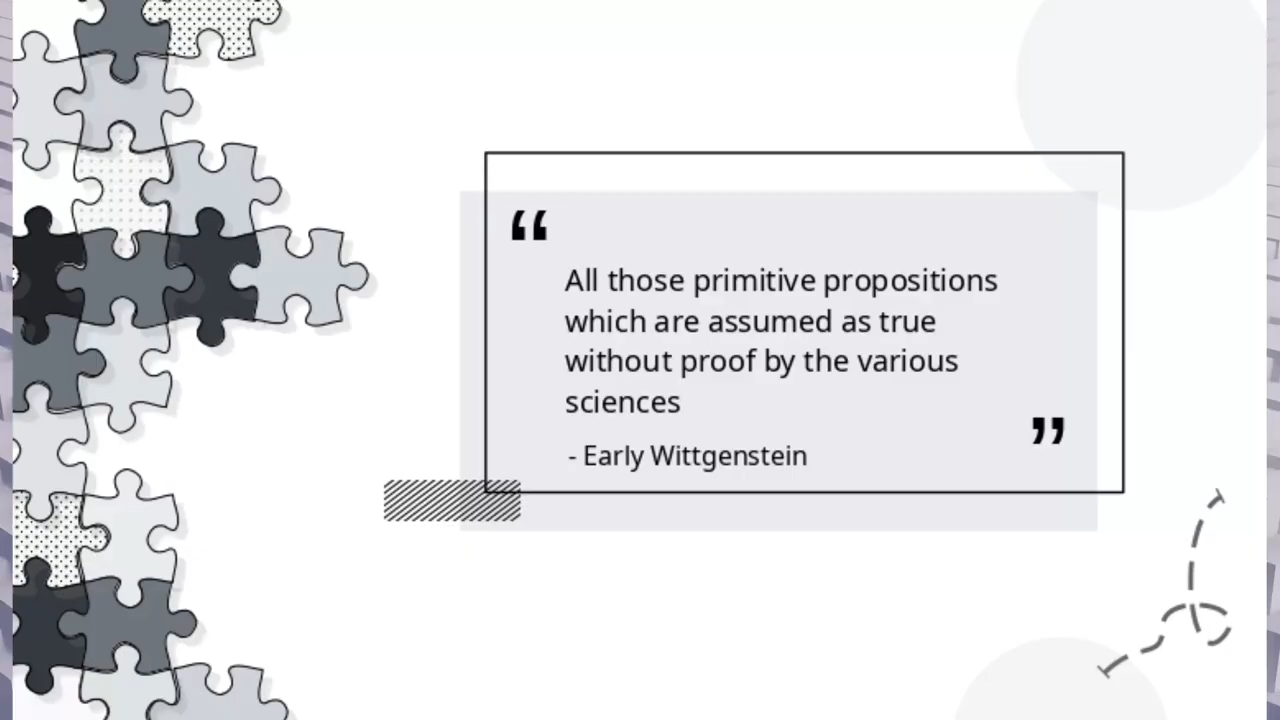 “
All those primitive propositions
which are assumed as true
without proof by the various
sciences
”
- Early Wittgenstein